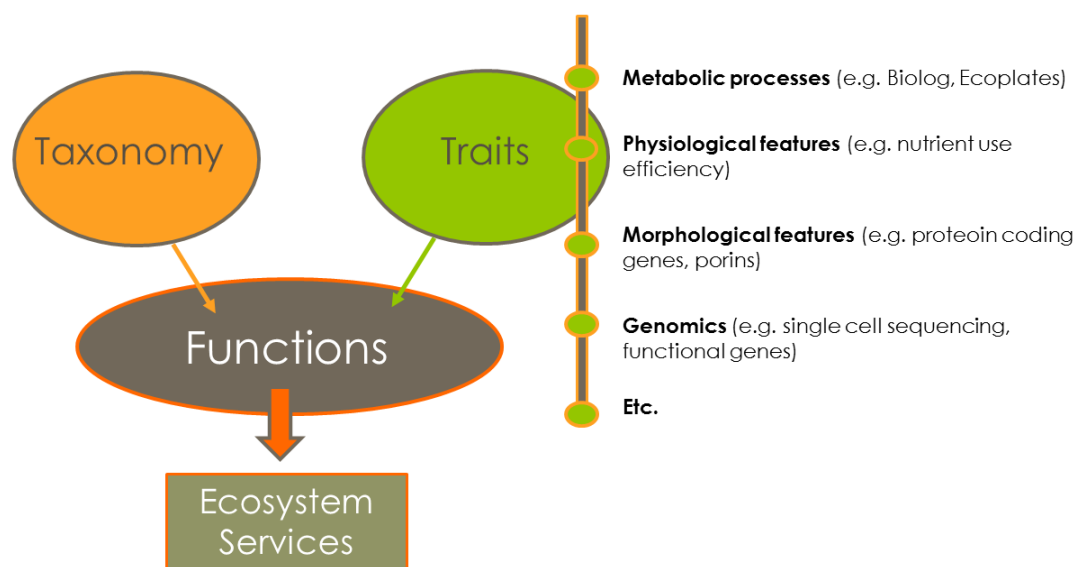 Taxonomy
Traits
Functions
Ecosystem
Services
Metabolic processes (e.g. Biolog, Ecoplates)
Physiological features (e.g. nutrient use
efficiency)
Morphological features (e.g. proteoin coding
genes, porins)
Genomics (e.g. single cell sequencing,
functional genes)
Etc.